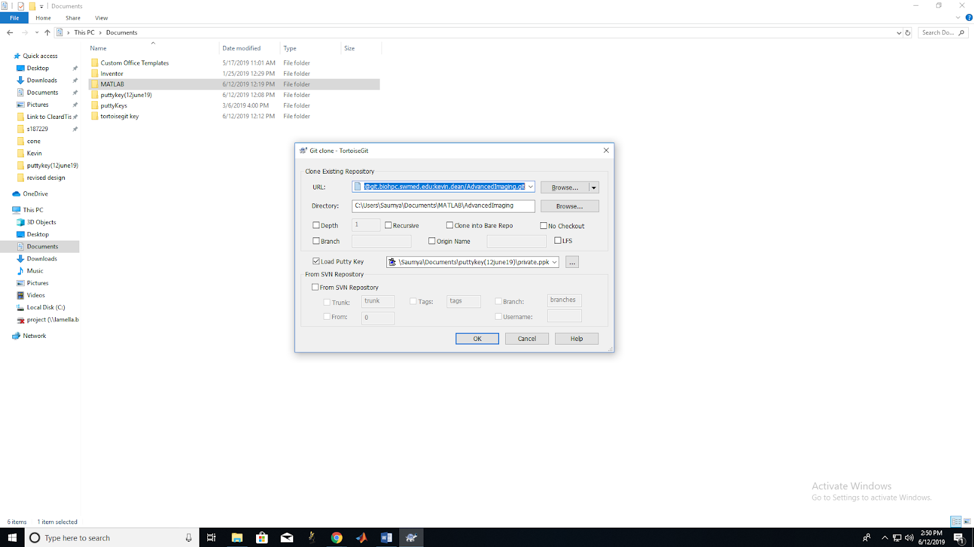 Documents
File Home Share View
This PC > Documents
Search Do...
Name Date modified Type Size
Quick access
Desktop
Downloads
Documents
Pictures
Link to CleardTis
s187229
cone
Kevin
puttykey(12june19)
revised design
OneDrive
This PC
3D Objects
Desktop
Documents
Downloads
Music
Pictures
Videos
Local Disk (C:)
project (\\lamella.b
Network
Custom Office Templates 5/17/2019 11:01 AM File folder
Inventor 1/25/2019 12:29 PM File folder
MATLAB 6/12/2019 12:19 PM File folder
puttykey(12june19) 6/12/2019 12:08 PM File folder
puttyKeys 3/6/2019 4:00 PM File folder
tortoisegit key 6/12/2019 12:12 PM File folder
Git clone - TortoiseGit
Clone Existing Repository
URL: @git.biohpc.swmed.edu:kevin.dean/AdvancedImaging.git Browse...
Directory: C:\Users\Saumya\Documents\MATLAB\AdvancedImaging Browse...
Depth 1 Recursive Clone into Bare Repo No Checkout
Branch Origin Name LFS
Load Putty Key \Saumya\Documents\puttykey(12june19)\private.ppk ...
From SVN Repository
From SVN Repository
Trunk: trunk Tags: tags Branch: branches
From: 0 Username:
OK Cancel Help
Activate Windows
Go to Settings to activate Windows.
6 items 1 item selected
Type here to search
2:50 PM
6/12/2019